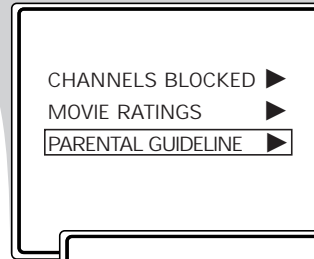 CHANNELS BLOCKED ▶
MOVIE RATINGS ▶
PARENTAL GUIDELINE ▶